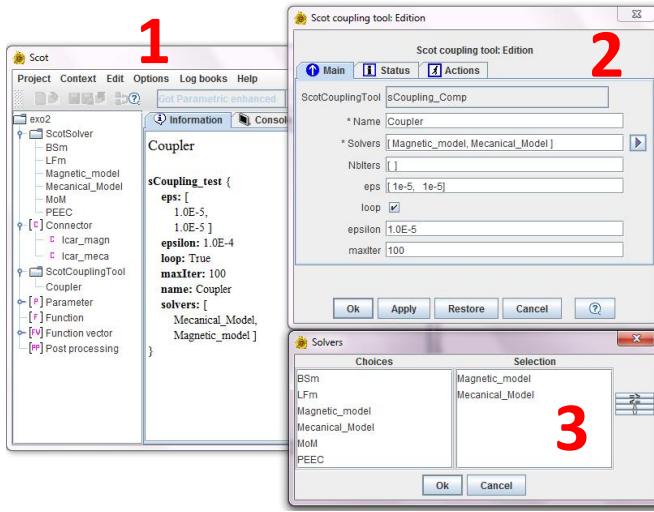 Scot
1
Project Context Edit Options Log books Help
Got Parametric enhanced
exo2
ScotSolver
BSm
LFm
Magnetic_model
Mecanical_Model
MoM
PEEC
[C] Connector
C Icar_magn
C Icar_meca
ScotCouplingTool
Coupler
[P] Parameter
[F] Function
[FV] Function vector
[PP] Post processing
Information Consol
Coupler
sCoupling_test {
eps: [
1.0E-5,
1.0E-5 ]
epsilon: 1.0E-4
loop: True
maxIter: 100
name: Coupler
solvers: [
Mecanical_Model,
Magnetic_model ]
}
Scot coupling tool: Edition
Scot coupling tool: Edition
2
Main Status Actions
ScotCouplingTool sCoupling_Comp
* Name Coupler
* Solvers [ Magnetic_model, Mecanical_Model ]
NbIters [ ]
eps [ 1e-5, 1e-5]
loop
epsilon 1.0E-5
maxIter 100
Ok Apply Restore Cancel
Solvers
Choices Selection
BSm Magnetic_model
LFm Mecanical_Model
Magnetic_model
Mecanical_Model
MoM
PEEC
3
Ok Cancel